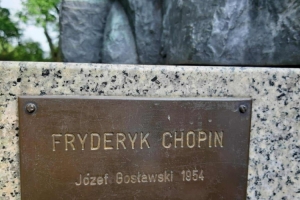 FRYDERYK CHOPIN
Józef Gosławski 1954